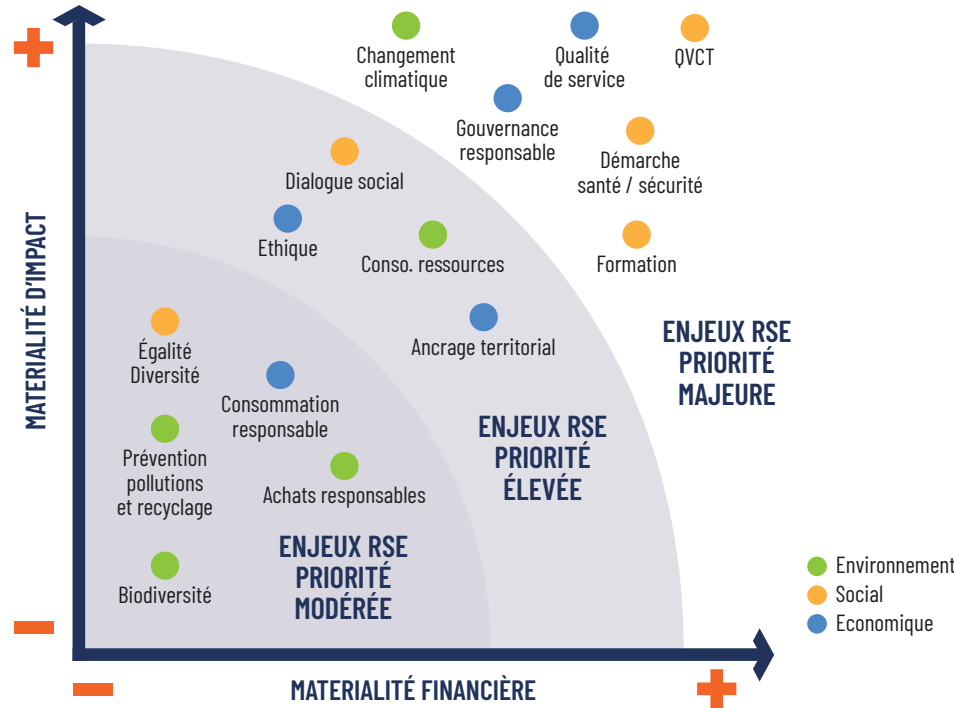 Changement
climatique
Qualité
de service
QVCT
Gouvernance
responsable
Démarche
santé / sécurité
Dialogue social
Ethique
Conso. ressources
Formation
MATERIALITÉ D'IMPACT
Égalité
Diversité
Ancrage territorial
ENJEUX RSE
PRIORITÉ
MAJEURE
Consommation
responsable
Prévention
pollutions
et recyclage
Achats responsables
ENJEUX RSE
PRIORITÉ
ÉLEVÉE
Biodiversité
ENJEUX RSE
PRIORITÉ
MODÉRÉE
Environnement
Social
Economique
MATERIALITÉ FINANCIÈRE